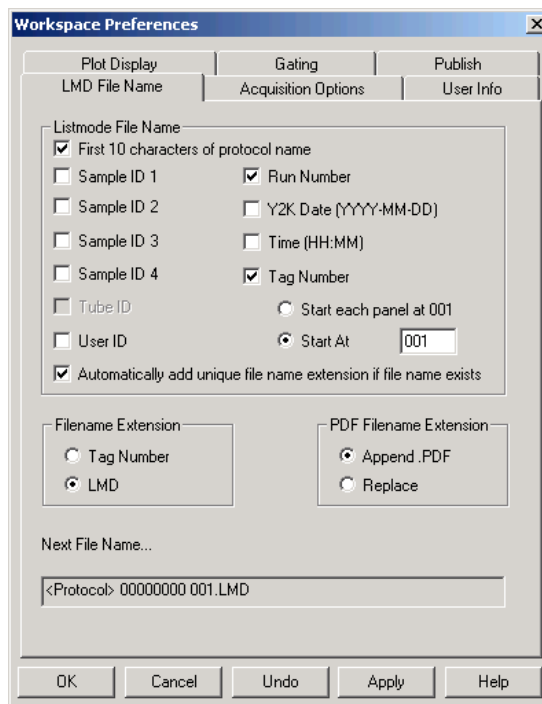 Workspace Preferences
Plot Display Gating Publish
LMD File Name Acquisition Options User Info
Listmode File Name
First 10 characters of protocol name
Sample ID 1 Run Number
Sample ID 2 Y2K Date (YYYY-MM-DD)
Sample ID 3 Time (HH:MM)
Sample ID 4 Tag Number
Tube ID Start each panel at 001
User ID Start At 001
Automatically add unique file name extension if file name exists
Filename Extension PDF Filename Extension
Tag Number Append .PDF
LMD Replace
Next File Name...
<Protocol> 00000000 001.LMD
OK Cancel Undo Apply Help